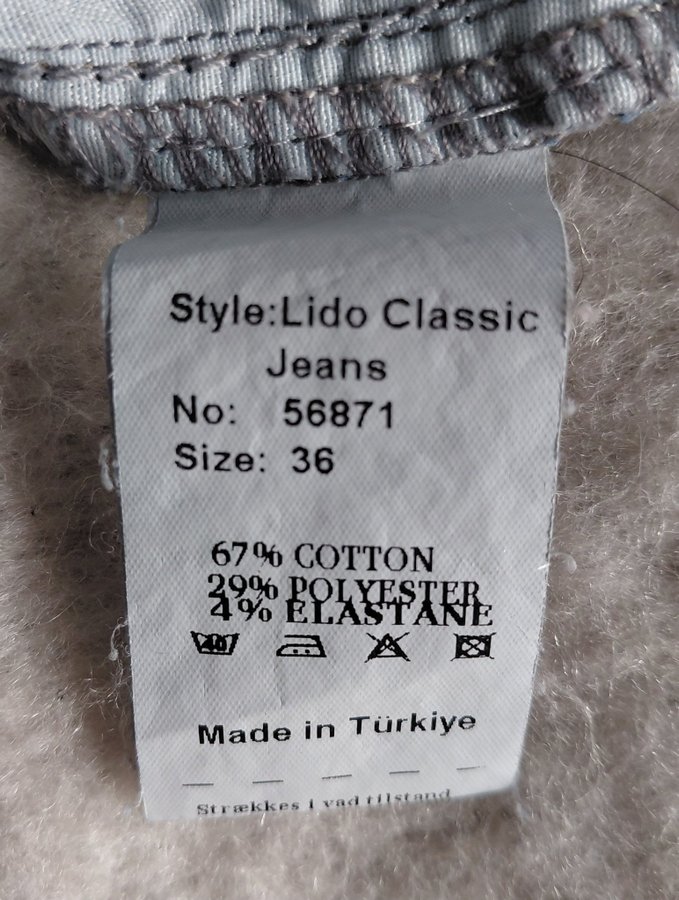 Style:Lido Classic
Jeans
No: 56871
Size: 36
67% COTTON
29% POLYESTER
4% ELASTANE
40
Made in Türkiye
Strækkes i vad tilstand